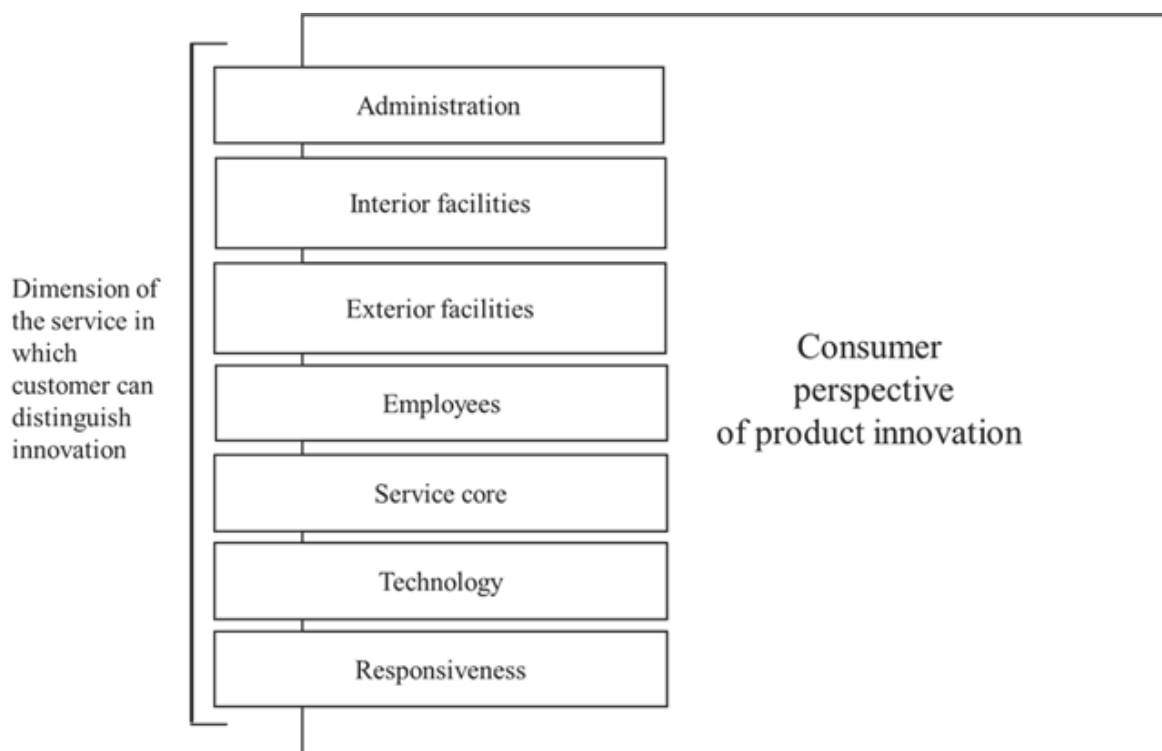 Administration
Interior facilities
Exterior facilities
Employees
Service core
Technology
Responsiveness
Dimension of
the service in
which
customer can
distinguish
innovation
Consumer
perspective
of product innovation